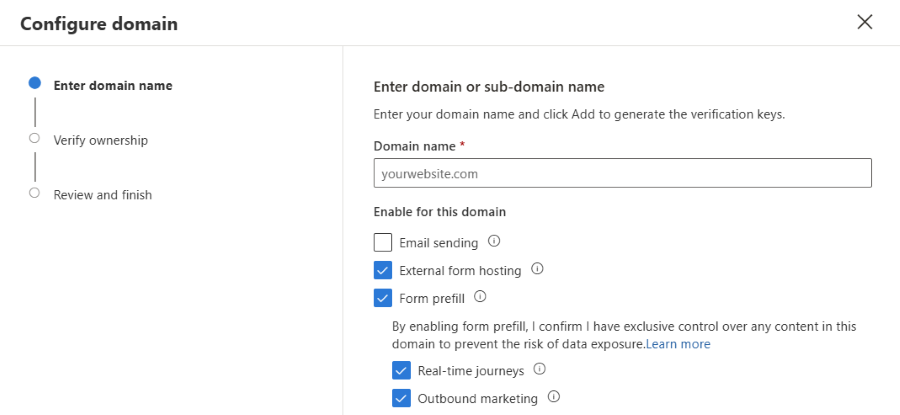 Configure domain
Enter domain name
Verify ownership
Review and finish
Enter domain or sub-domain name
Enter your domain name and click Add to generate the verification keys.
Domain name *
yourwebsite.com
Enable for this domain
Email sending
External form hosting
Form prefill
By enabling form prefill, I confirm I have exclusive control over any content in this
domain to prevent the risk of data exposure.Learn more
Real-time journeys
Outbound marketing